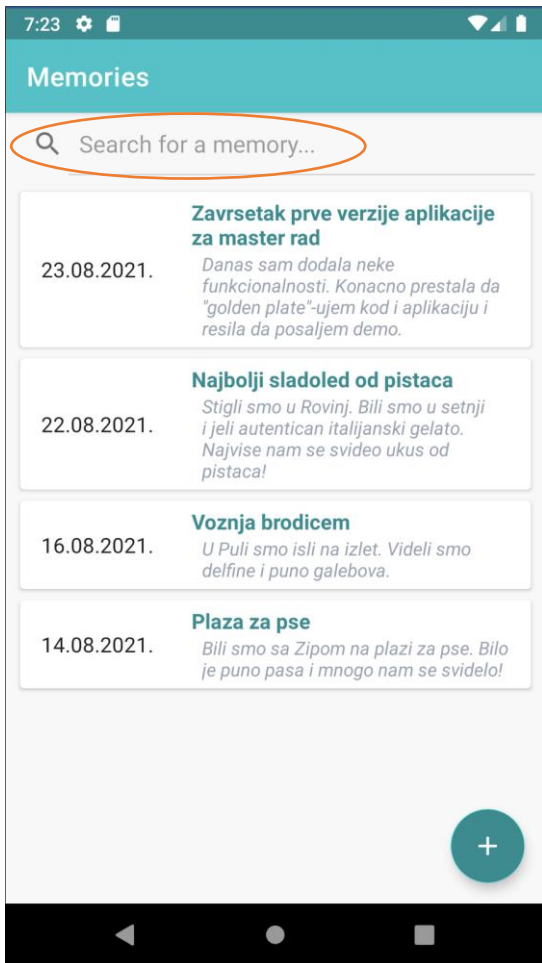 7:23
Memories
Search for a memory...
Zavrsetak prve verzije aplikacije
za master rad
23.08.2021.
Danas sam dodala neke
funkcionalnosti. Konacno prestala da
"golden plate"-ujem kod i aplikaciju i
resila da posaljem demo.
Najbolji sladoled od pistaca
22.08.2021.
Stigli smo u Rovinj. Bili smo u setnji
i jeli autentican italijanski gelato.
Najvise nam se svideo ukus od
pistaca!
Voznja brodicem
16.08.2021.
U Puli smo isli na izlet. Videli smo
delfine i puno galebova.
Plaza za pse
14.08.2021.
Bili smo sa Zipom na plazi za pse. Bilo
je puno pasa i mnogo nam se svidelo!
+